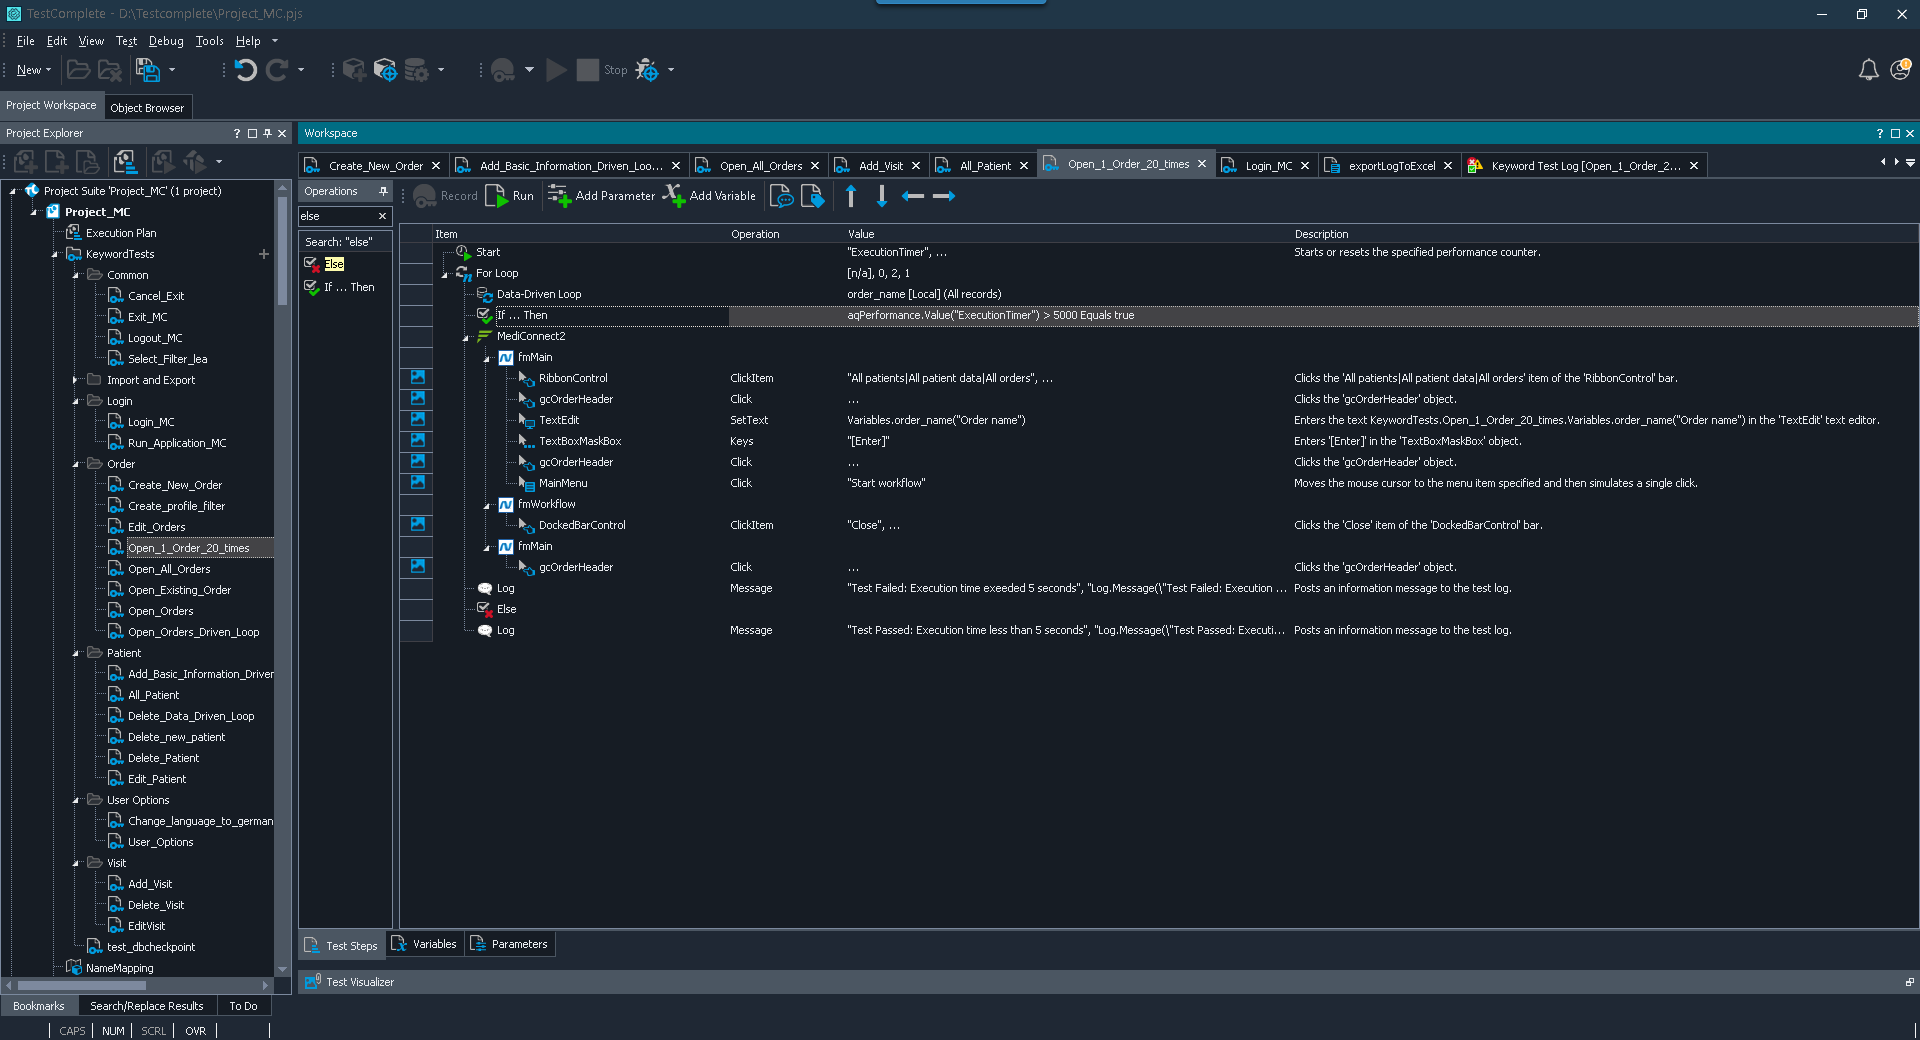 TestComplete - D:\Testcomplete\Project_MC.pjs
File Edit View Test Debug Tools Help
New Stop
Project Workspace Object Browser
Project Explorer ?
Workspace ?
Create_New_Order Add_Basic_Information_Driven_Loo... Open_All_Orders Add_Visit All_Patient Open_1_Order_20_times Login_MC exportLogToExcel Keyword Test Log [Open_1_Order_2...
Project Suite 'Project_MC' (1 project)
Project_MC
Execution Plan
KeywordTests
Common
Cancel_Exit
Exit_MC
Logout_MC
Select_Filter_lea
Import and Export
Login
Login_MC
Run_Application_MC
Order
Create_New_Order
Create_profile_filter
Edit_Orders
Open_1_Order_20_times
Open_All_Orders
Open_Existing_Order
Open_Orders
Open_Orders_Driven_Loop
Patient
Add_Basic_Information_Driven
All_Patient
Delete_Data_Driven_Loop
Delete_new_patient
Delete_Patient
Edit_Patient
User Options
Change_language_to_german
User_Options
Visit
Add_Visit
Delete_Visit
EditVisit
test_dbcheckpoint
NameMapping
Operations
else
Search: "else"
Else
If ... Then
Record Run Add Parameter Add Variable
Item Operation Value Description
Start "ExecutionTimer", ... Starts or resets the specified performance counter.
For Loop [n/a], 0, 2, 1
Data-Driven Loop order_name [Local] (All records)
If ... Then aqPerformance.Value("ExecutionTimer") > 5000 Equals true
MediConnect2
fmMain
RibbonControl ClickItem "All patients|All patient data|All orders", ... Clicks the 'All patients|All patient data|All orders' item of the 'RibbonControl' bar.
gcOrderHeader Click ... Clicks the 'gcOrderHeader' object.
TextEdit SetText Variables.order_name("Order name") Enters the text KeywordTests.Open_1_Order_20_times.Variables.order_name("Order name") in the 'TextEdit' text editor.
TextBoxMaskBox Keys "[Enter]" Enters '[Enter]' in the 'TextBoxMaskBox' object.
gcOrderHeader Click ... Clicks the 'gcOrderHeader' object.
MainMenu Click "Start workflow" Moves the mouse cursor to the menu item specified and then simulates a single click.
fmWorkflow
DockedBarControl ClickItem "Close", ... Clicks the 'Close' item of the 'DockedBarControl' bar.
fmMain
gcOrderHeader Click ... Clicks the 'gcOrderHeader' object.
Log Message "Test Failed: Execution time exeeded 5 seconds", "Log.Message(\"Test Failed: Execution ... Posts an information message to the test log.
Else
Log Message "Test Passed: Execution time less than 5 seconds", "Log.Message(\"Test Passed: Executi... Posts an information message to the test log.
Test Steps Variables Parameters
Test Visualizer
Bookmarks Search/Replace Results To Do
CAPS NUM SCRL OVR